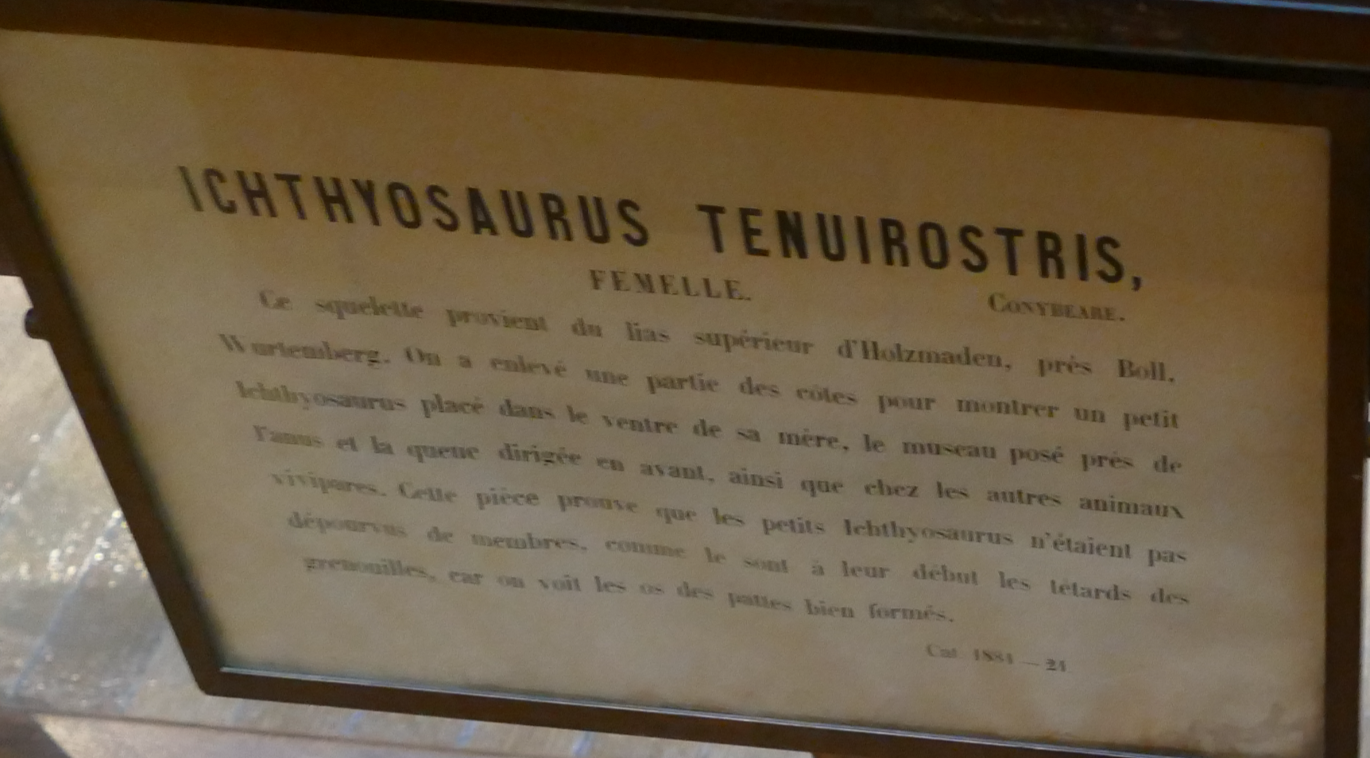 ICHTHYOSAURUS TENUIROSTRIS,
FEMELLE.
CONYBEARE.
Ce squelette provient du lias supérieur d'Holzmaden, près Boll,
Wurtemberg. On a enlevé une partie des côtes pour montrer un petit
Ichthyosaurus placé dans le ventre de sa mère, le museau posé près de
l'anus et la queue dirigée en avant, ainsi que chez les autres animaux
vivipares. Cette pièce prouve que les petits Ichthyosaurus n'étaient pas
dépourvus de membres, comme le sont à leur début les tétards des
grenouilles, car on voit les os des pattes bien formés.
Cat 1884 — 24